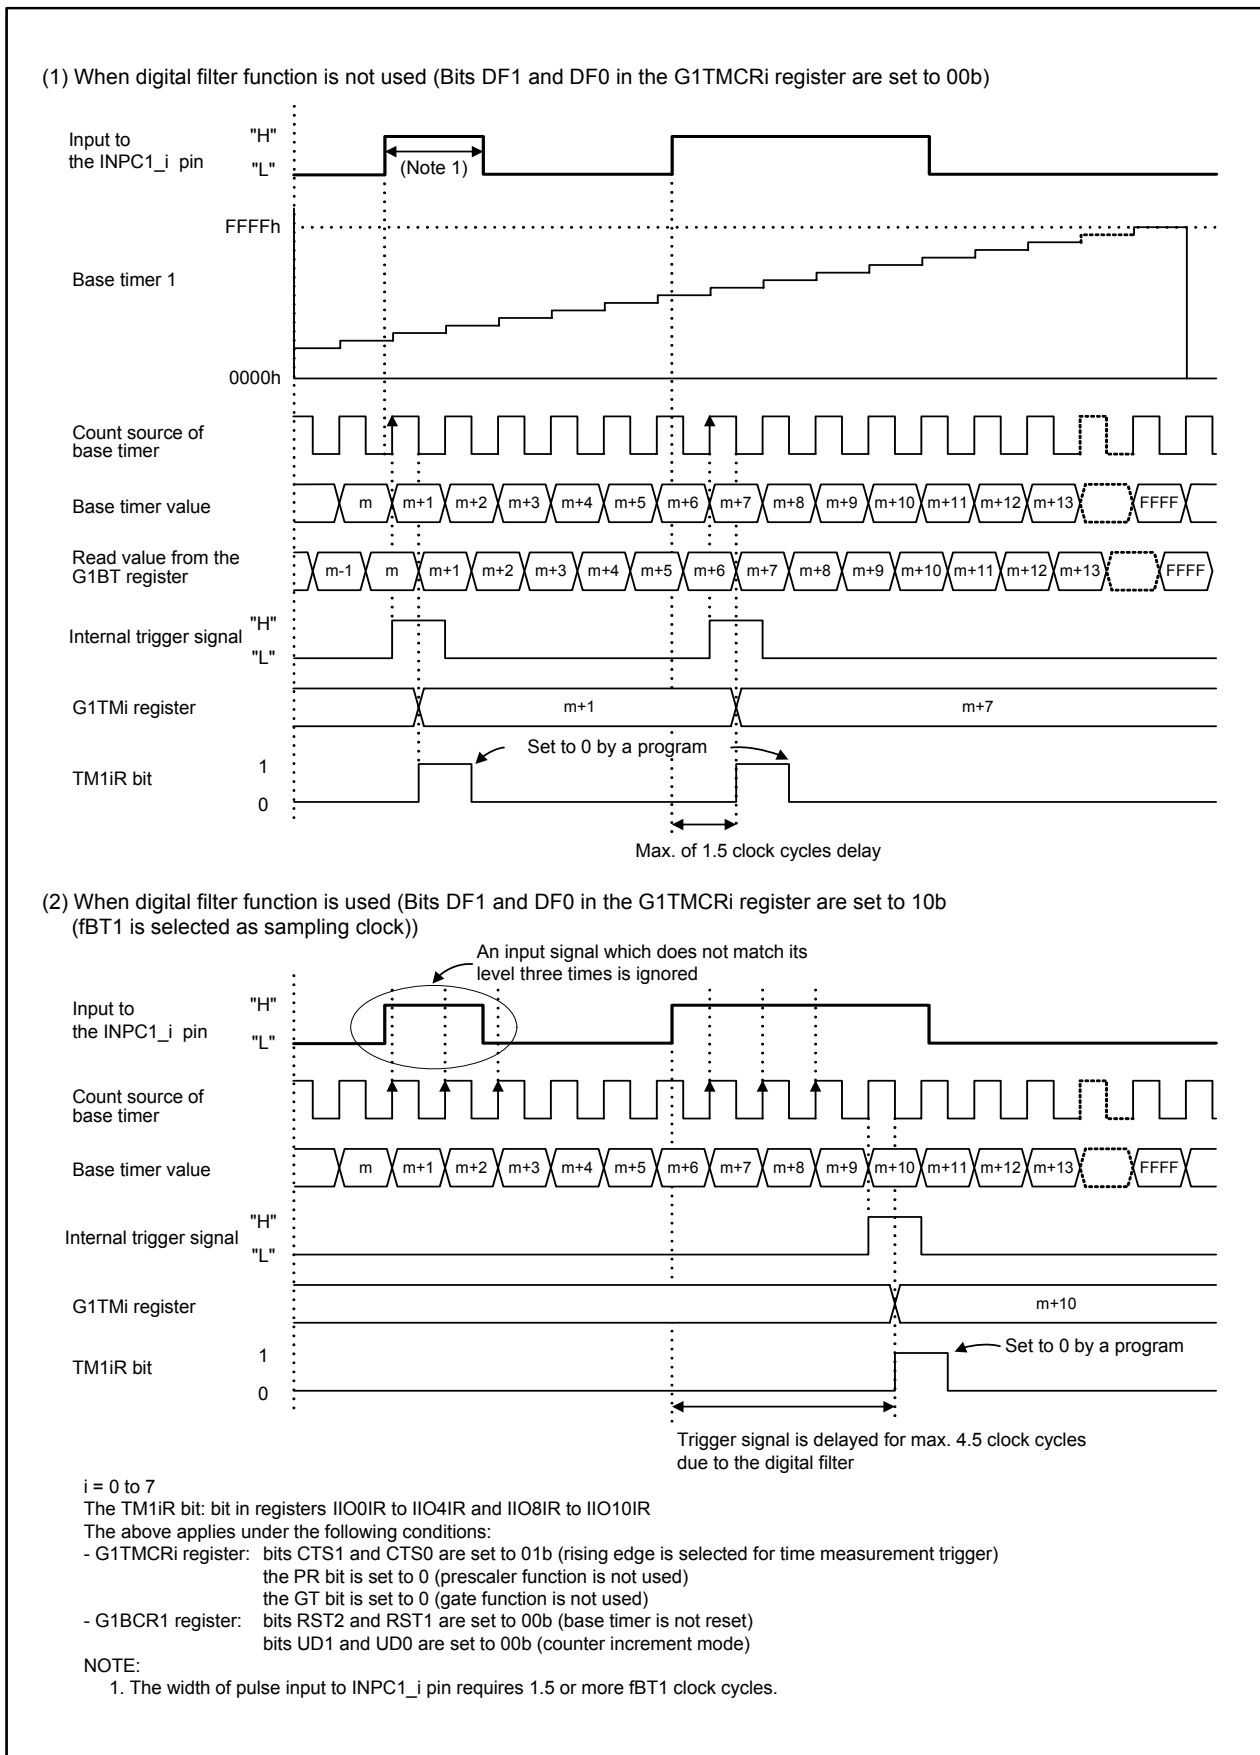 (1) When digital filter function is not used (Bits DF1 and DF0 in the G1TMCRi register are set to 00b)
Input to
the INPC1_i pin
"H"
"L"
(Note 1)
FFFFh
Base timer 1
0000h
Count source of
base timer
Base timer value
m m+1 m+2 m+3 m+4 m+5 m+6 m+7 m+8 m+9 m+10 m+11 m+12 m+13 FFFF
Read value from the
G1BT register
m-1 m m+1 m+2 m+3 m+4 m+5 m+6 m+7 m+8 m+9 m+10 m+11 m+12 m+13 FFFF
Internal trigger signal
"H"
"L"
G1TMi register
m+1 m+7
Set to 0 by a program
TM1iR bit
1
0
Max. of 1.5 clock cycles delay
(2) When digital filter function is used (Bits DF1 and DF0 in the G1TMCRi register are set to 10b
(fBT1 is selected as sampling clock))
An input signal which does not match its
level three times is ignored
Input to
the INPC1_i pin
"H"
"L"
Count source of
base timer
Base timer value
m m+1 m+2 m+3 m+4 m+5 m+6 m+7 m+8 m+9 m+10 m+11 m+12 m+13 FFFF
Internal trigger signal
"H"
"L"
G1TMi register
m+10
Set to 0 by a program
TM1iR bit
1
0
Trigger signal is delayed for max. 4.5 clock cycles
due to the digital filter
i = 0 to 7
The TM1iR bit: bit in registers IIO0IR to IIO4IR and IIO8IR to IIO10IR
The above applies under the following conditions:
- G1TMCRi register: bits CTS1 and CTS0 are set to 01b (rising edge is selected for time measurement trigger)
the PR bit is set to 0 (prescaler function is not used)
the GT bit is set to 0 (gate function is not used)
- G1BCR1 register: bits RST2 and RST1 are set to 00b (base timer is not reset)
bits UD1 and UD0 are set to 00b (counter increment mode)
NOTE:
1. The width of pulse input to INPC1_i pin requires 1.5 or more fBT1 clock cycles.